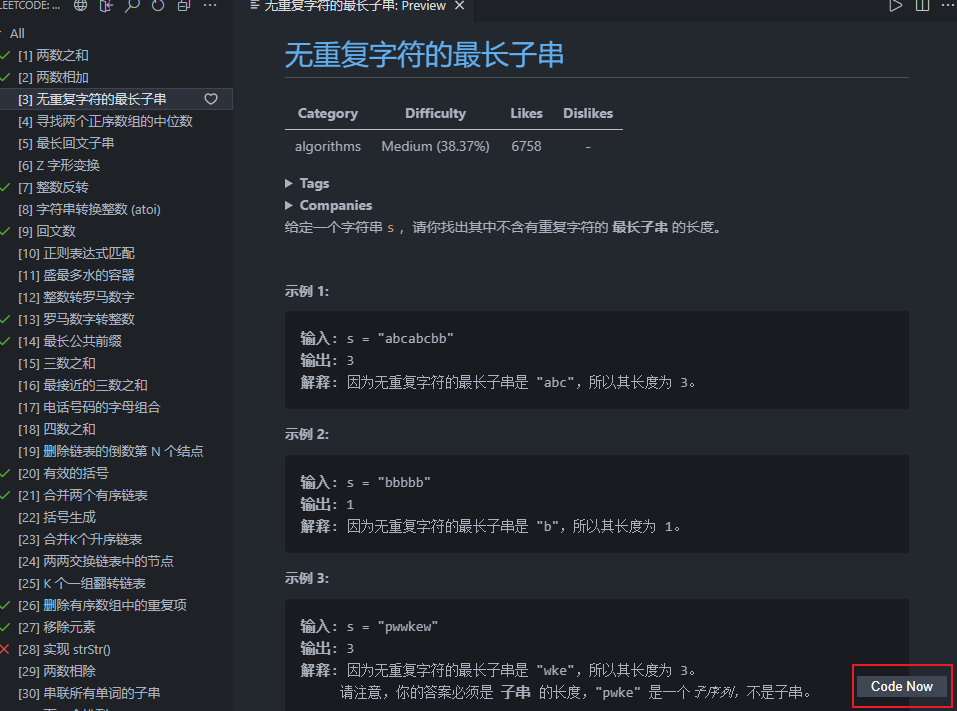 LEETCODE: ...
All
[1] 两数之和
[2] 两数相加
[3] 无重复字符的最长子串
[4] 寻找两个正序数组的中位数
[5] 最长回文子串
[6] Z 字形变换
[7] 整数反转
[8] 字符串转换整数 (atoi)
[9] 回文数
[10] 正则表达式匹配
[11] 盛最多水的容器
[12] 整数转罗马数字
[13] 罗马数字转整数
[14] 最长公共前缀
[15] 三数之和
[16] 最接近的三数之和
[17] 电话号码的字母组合
[18] 四数之和
[19] 删除链表的倒数第 N 个结点
[20] 有效的括号
[21] 合并两个有序链表
[22] 括号生成
[23] 合并K个升序链表
[24] 两两交换链表中的节点
[25] K 个一组翻转链表
[26] 删除有序数组中的重复项
[27] 移除元素
[28] 实现 strStr()
[29] 两数相除
[30] 串联所有单词的子串
无重复字符的最长子串: Preview
无重复字符的最长子串
Category Difficulty Likes Dislikes
algorithms Medium (38.37%) 6758 -
Tags
Companies
给定一个字符串 s ，请你找出其中不含有重复字符的 最长子串 的长度。
示例 1:
输入: s = "abcabcbb"
输出: 3
解释: 因为无重复字符的最长子串是 "abc"，所以其长度为 3。
示例 2:
输入: s = "bbbbb"
输出: 1
解释: 因为无重复字符的最长子串是 "b"，所以其长度为 1。
示例 3:
输入: s = "pwwkew"
输出: 3
解释: 因为无重复字符的最长子串是 "wke"，所以其长度为 3。
请注意，你的答案必须是 子串 的长度，"pwke" 是一个子序列，不是子串。
Code Now